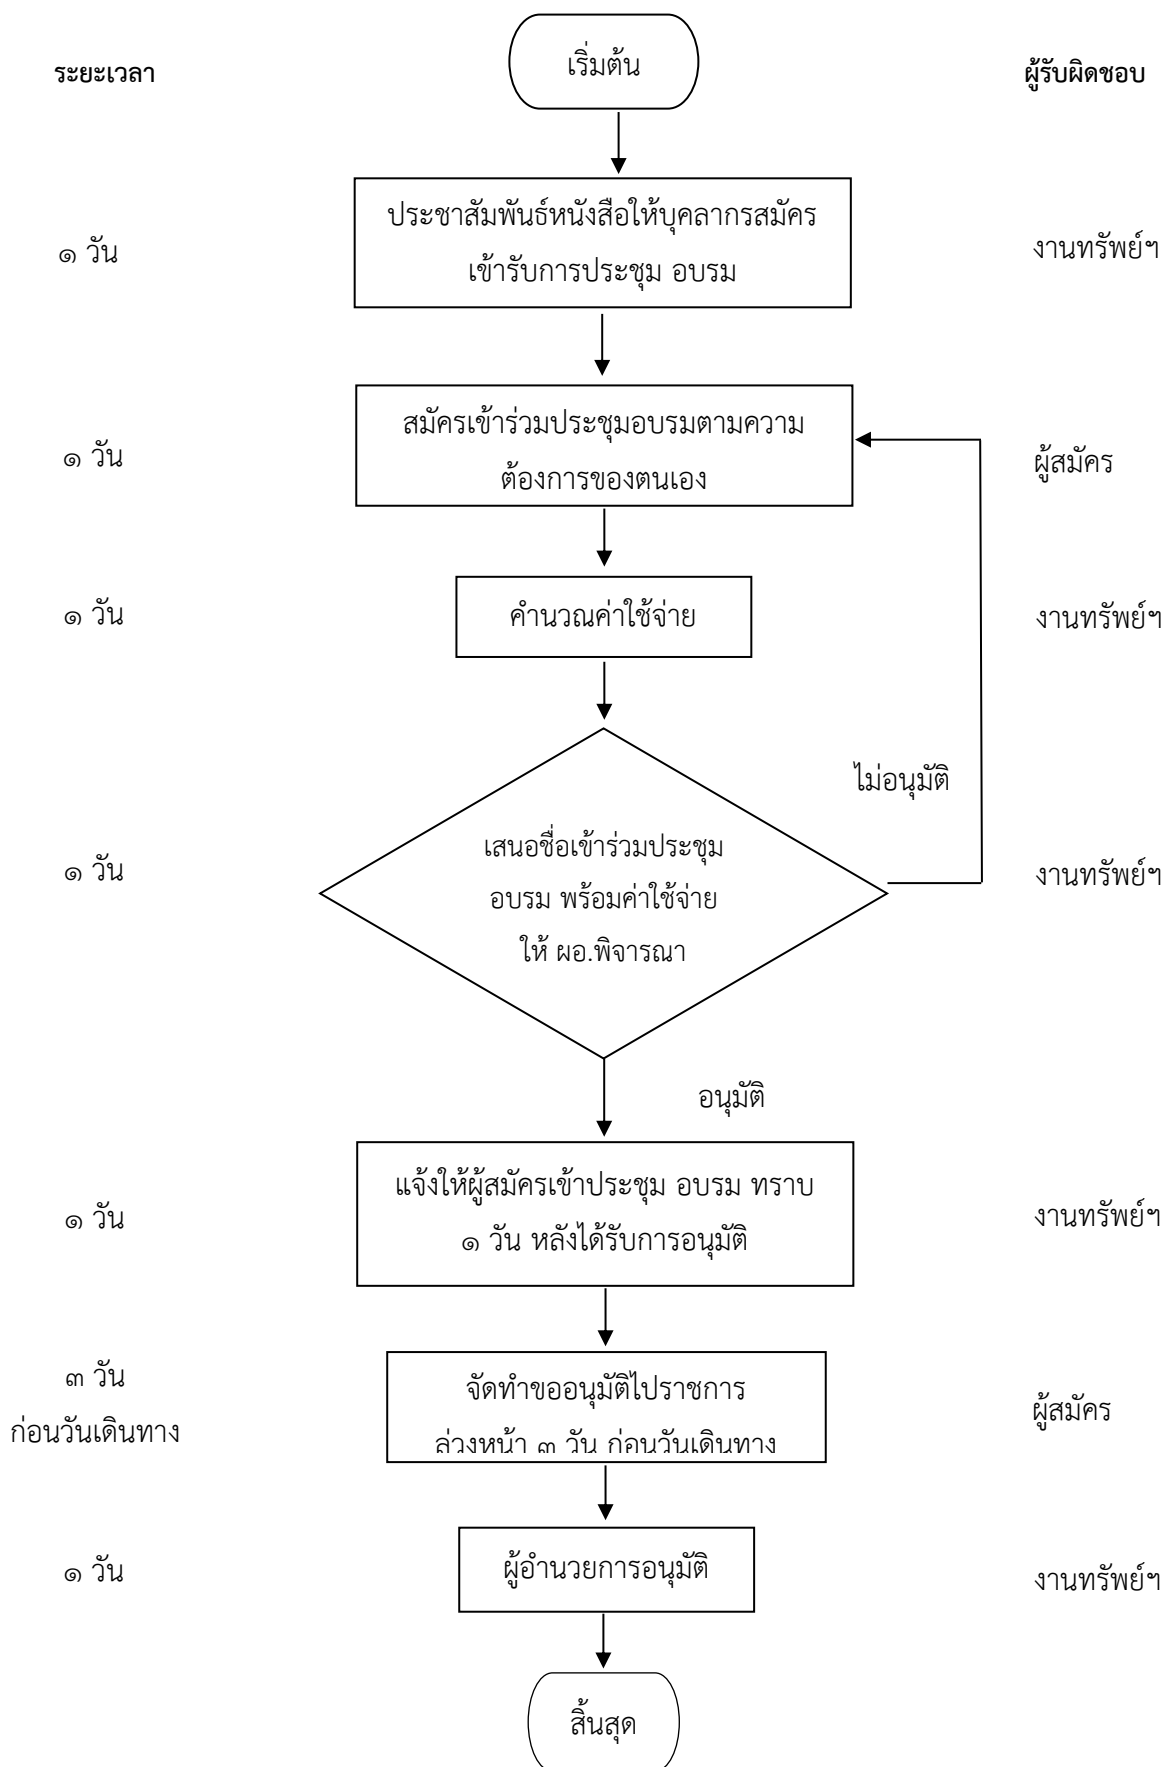 เริ่มต้น
ระยะเวลา
ผู้รับผิดชอบ
ประชาสัมพันธ์หนังสือให้บุคลากรสมัคร
เข้ารับการประชุม อบรม
๑ วัน
งานทรัพย์ฯ
สมัครเข้าร่วมประชุมอบรมตามความ
ต้องการของตนเอง
๑ วัน
ผู้สมัคร
๑ วัน
คำนวณค่าใช้จ่าย
งานทรัพย์ฯ
ไม่อนุมัติ
เสนอชื่อเข้าร่วมประชุม
อบรม พร้อมค่าใช้จ่าย
ให้ ผอ.พิจารณา
๑ วัน
งานทรัพย์ฯ
อนุมัติ
แจ้งให้ผู้สมัครเข้าประชุม อบรม ทราบ
๑ วัน หลังได้รับการอนุมัติ
๑ วัน
งานทรัพย์ฯ
๓ วัน
ก่อนวันเดินทาง
จัดทำขออนุมัติไปราชการ
ล่วงหน้า ๓ วัน ก่อนวันเดินทาง
ผู้สมัคร
๑ วัน
ผู้อำนวยการอนุมัติ
งานทรัพย์ฯ
สิ้นสุด